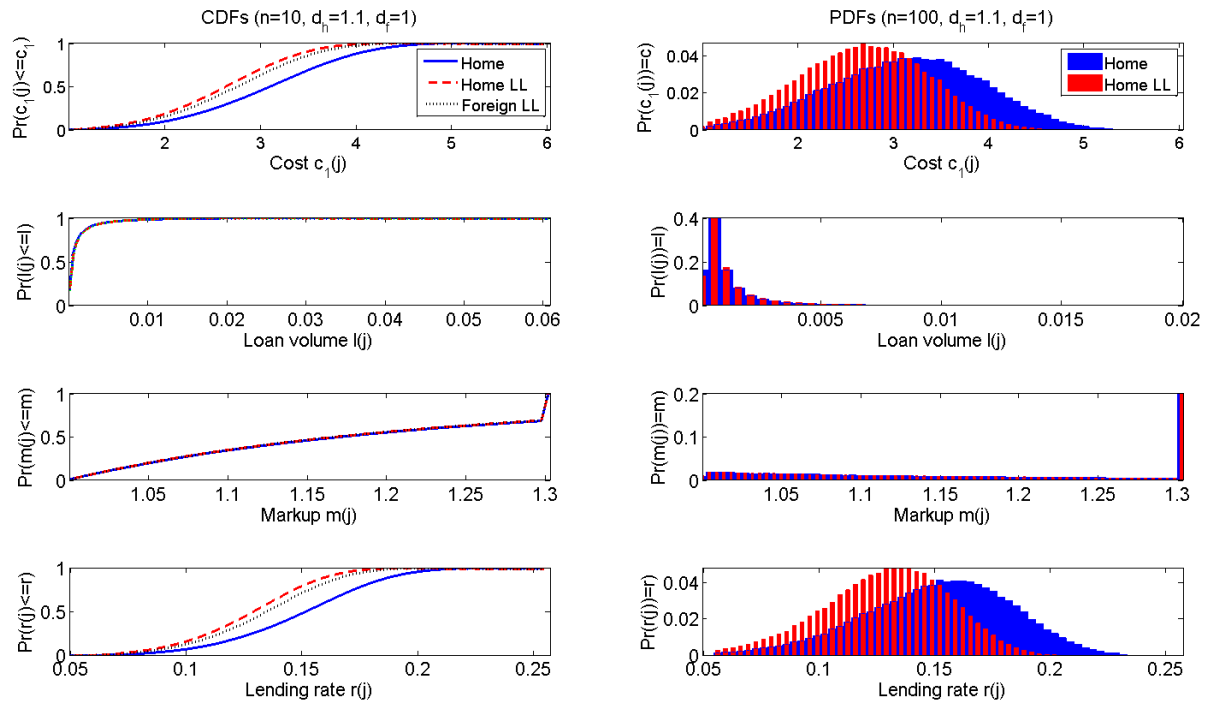 CDFs (n=10, d_h=1.1, d_f=1)
Pr(c_1(j)<=c_1)
1
0.5
0
Home
Home LL
Foreign LL
2 3 4 5 6
Cost c_1(j)
PDFs (n=100, d_h=1.1, d_f=1)
Pr(c_1(j))=c)
0.04
0.02
0
Home
Home LL
2 3 4 5 6
Cost c_1(j)
Pr(l(j)<=l)
1
0.5
0
0.01 0.02 0.03 0.04 0.05 0.06
Loan volume l(j)
Pr(l(j))=l)
0.4
0.2
0
0.005 0.01 0.015 0.02
Loan volume l(j)
Pr(m(j)<=m)
1
0.5
0
1.05 1.1 1.15 1.2 1.25 1.3
Markup m(j)
Pr(m(j))=m)
0.2
0.1
0
1.05 1.1 1.15 1.2 1.25 1.3
Markup m(j)
Pr(r(j)<=r)
1
0.5
0
0.05 0.1 0.15 0.2 0.25
Lending rate r(j)
Pr(r(j))=r)
0.04
0.02
0
0.05 0.1 0.15 0.2 0.25
Lending rate r(j)